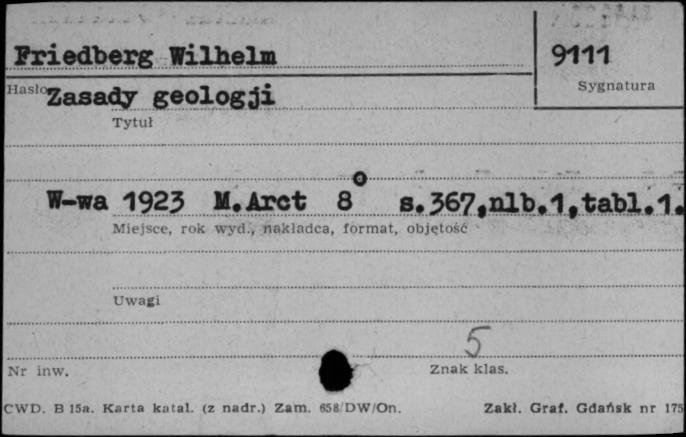 Friedberg Wilhelm 9111
Hasło Sygnatura
Zasady geologji
Tytuł
W-wa 1923 M.Arct 8° s.367,nlb.1,tabl.1.
Miejsce, rok wyd., nakładca, format, objętość
Uwagi
5
Nr inw. Znak klas.
CWD. B 15a. Karta katal. (z nadr.) Zam. 658/DW/On. Zakł. Graf. Gdańsk nr 175